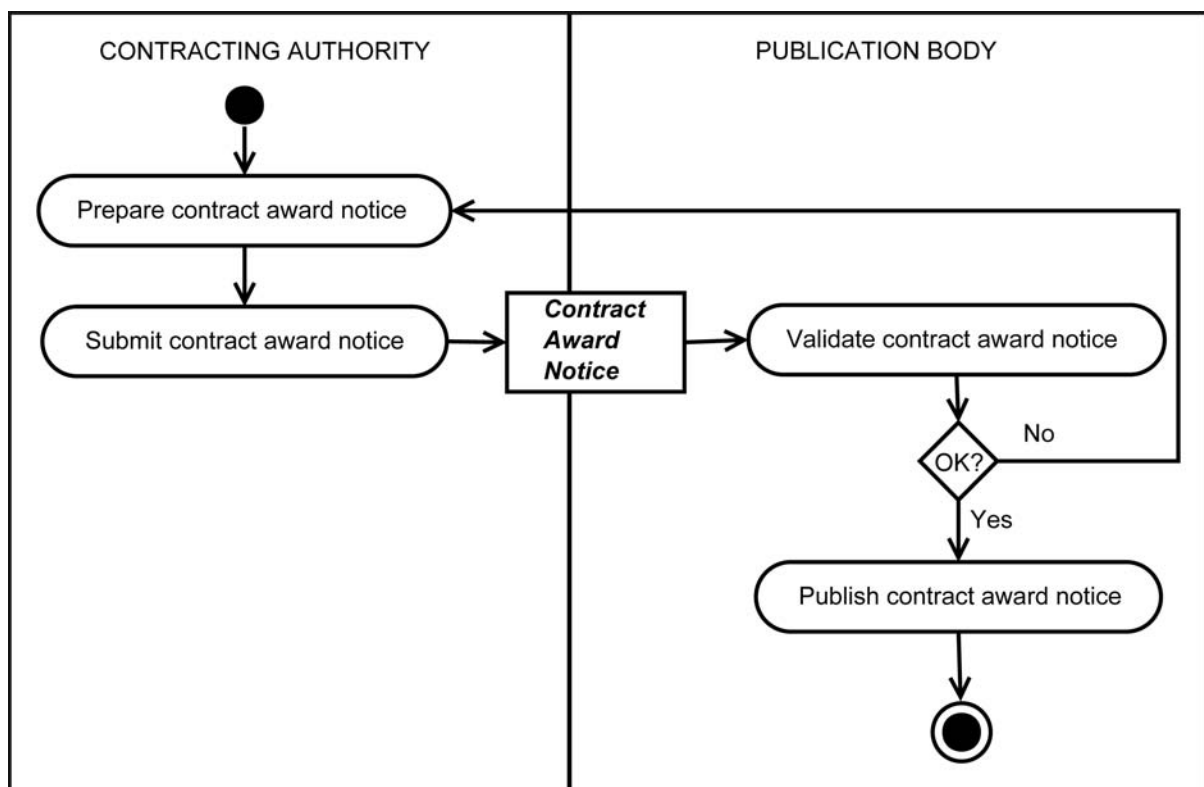 CONTRACTING AUTHORITY
PUBLICATION BODY
Prepare contract award notice
Submit contract award notice
Contract
Award
Notice
Validate contract award notice
OK?
No
Yes
Publish contract award notice